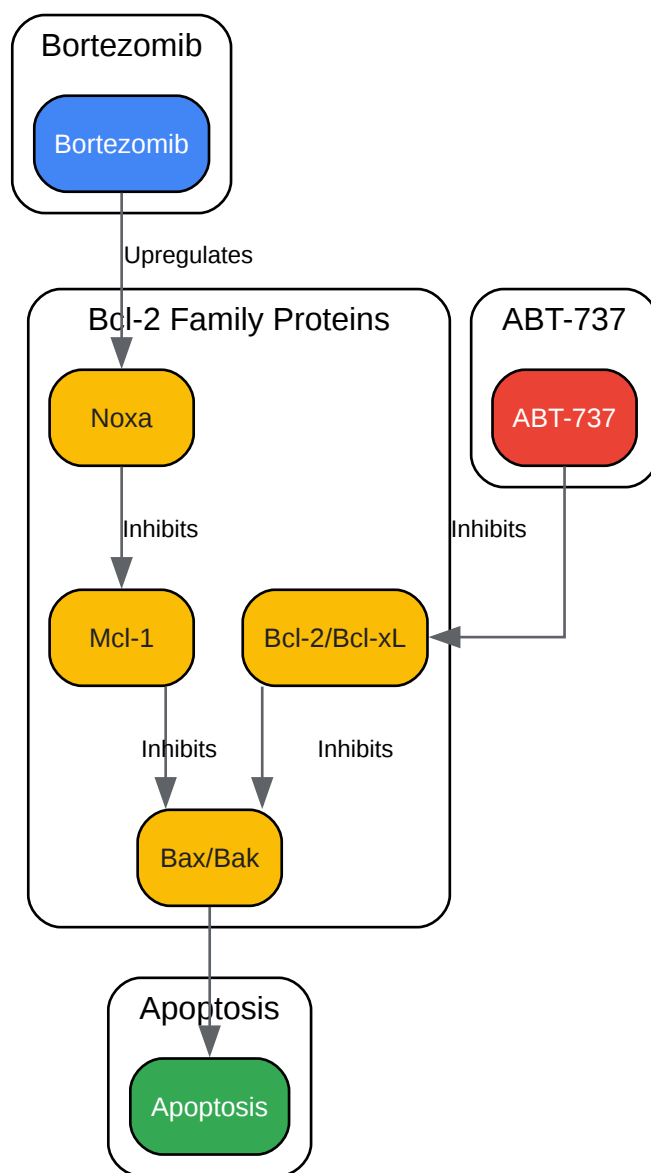 Bortezomib
Bortezomib
Upregulates
Bcl-2 Family Proteins
ABT-737
Noxa
ABT-737
Inhibits
Inhibits
Mcl-1
Bcl-2/Bcl-xL
Inhibits
Inhibits
Bax/Bak
Apoptosis
Apoptosis